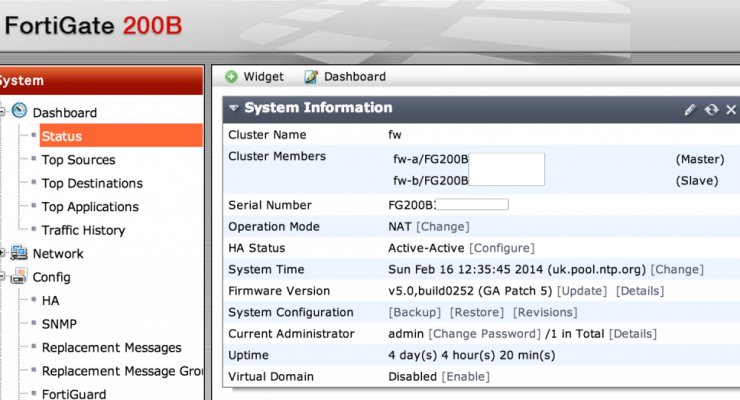 FortiGate 200B
System
Widget Dashboard
System Information
Dashboard
Status
Top Sources
Top Destinations
Top Applications
Traffic History
Network
Config
HA
SNMP
Replacement Messages
Replacement Message Grou
FortiGuard
Cluster Name fw
Cluster Members fw-a/FG200B (Master)
fw-b/FG200B (Slave)
Serial Number FG200B
Operation Mode NAT [Change]
HA Status Active-Active [Configure]
System Time Sun Feb 16 12:35:45 2014 (uk.pool.ntp.org) [Change]
Firmware Version v5.0,build0252 (GA Patch 5) [Update] [Details]
System Configuration [Backup] [Restore] [Revisions]
Current Administrator admin [Change Password] /1 in Total [Details]
Uptime 4 day(s) 4 hour(s) 20 min(s)
Virtual Domain Disabled [Enable]